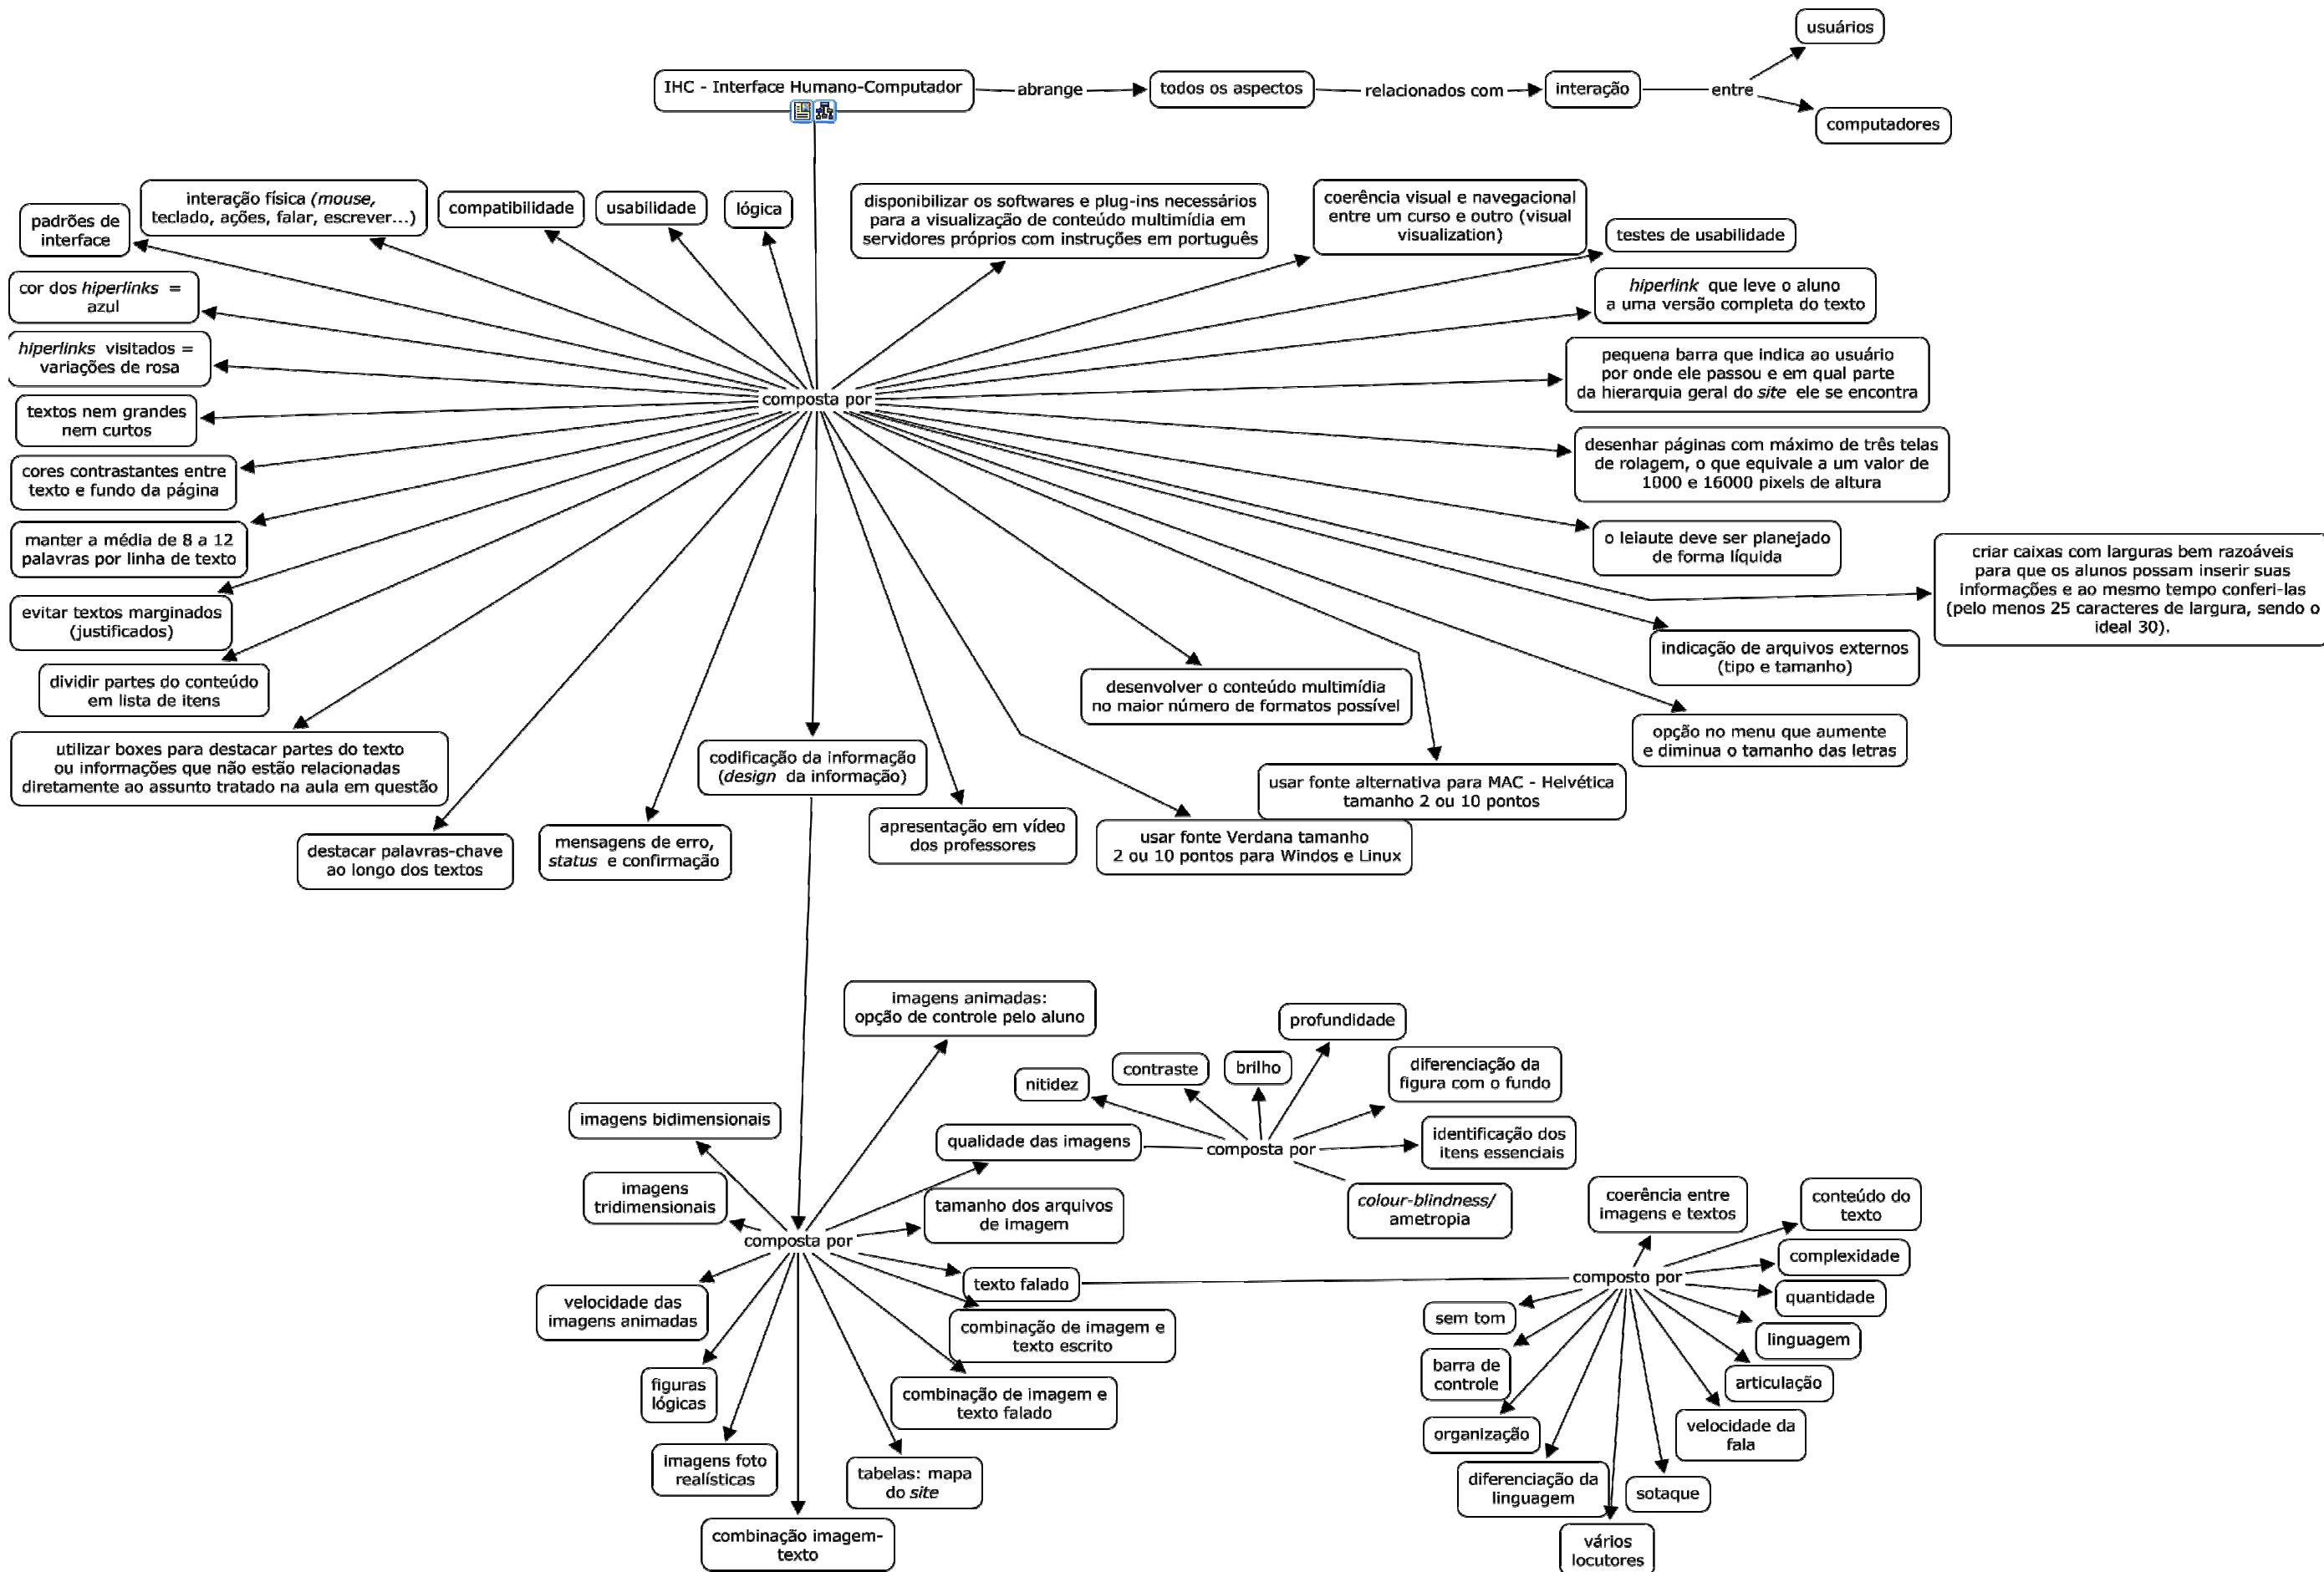 usuários
IHC - Interface Humano-Computador
abrange
todos os aspectos
relacionados com
interação
entre
computadores
padrões de
interface
interação física (mouse,
teclado, ações, falar, escrever...)
compatibilidade
usabilidade
lógica
disponibilizar os softwares e plug-ins necessários
para a visualização de conteúdo multimídia em
servidores próprios com instruções em português
coerência visual e navegacional
entre um curso e outro (visual
visualization)
testes de usabilidade
cor dos hiperlinks =
azul
hiperlink que leve o aluno
a uma versão completa do texto
hiperlinks visitados =
variações de rosa
pequena barra que indica ao usuário
por onde ele passou e em qual parte
da hierarquia geral do site ele se encontra
textos nem grandes
nem curtos
composta por
cores contrastantes entre
texto e fundo da página
desenhar páginas com máximo de três telas
de rolagem, o que equivale a um valor de
1000 e 16000 pixels de altura
manter a média de 8 a 12
palavras por linha de texto
o leiaute deve ser planejado
de forma líquida
criar caixas com larguras bem razoáveis
para que os alunos possam inserir suas
informações e ao mesmo tempo conferi-las
(pelo menos 25 caracteres de largura, sendo o
ideal 30).
evitar textos marginados
(justificados)
indicação de arquivos externos
(tipo e tamanho)
dividir partes do conteúdo
em lista de itens
desenvolver o conteúdo multimídia
no maior número de formatos possível
opção no menu que aumente
e diminua o tamanho das letras
utilizar boxes para destacar partes do texto
ou informações que não estão relacionadas
diretamente ao assunto tratado na aula em questão
codificação da informação
(design da informação)
usar fonte alternativa para MAC - Helvética
tamanho 2 ou 10 pontos
destacar palavras-chave
ao longo dos textos
mensagens de erro,
status e confirmação
apresentação em vídeo
dos professores
usar fonte Verdana tamanho
2 ou 10 pontos para Windos e Linux
imagens animadas:
opção de controle pelo aluno
profundidade
nitidez
contraste
brilho
diferenciação da
figura com o fundo
imagens bidimensionais
qualidade das imagens
composta por
identificação dos
itens essenciais
imagens
tridimensionais
tamanho dos arquivos
de imagem
colour-blindness/
ametropia
coerência entre
imagens e textos
conteúdo do
texto
composta por
complexidade
texto falado
composto por
quantidade
velocidade das
imagens animadas
combinação de imagem e
texto escrito
sem tom
linguagem
barra de
controle
articulação
figuras
lógicas
combinação de imagem e
texto falado
organização
velocidade da
fala
imagens foto
realísticas
tabelas: mapa
do site
diferenciação da
linguagem
sotaque
combinação imagem-
texto
vários
locutores